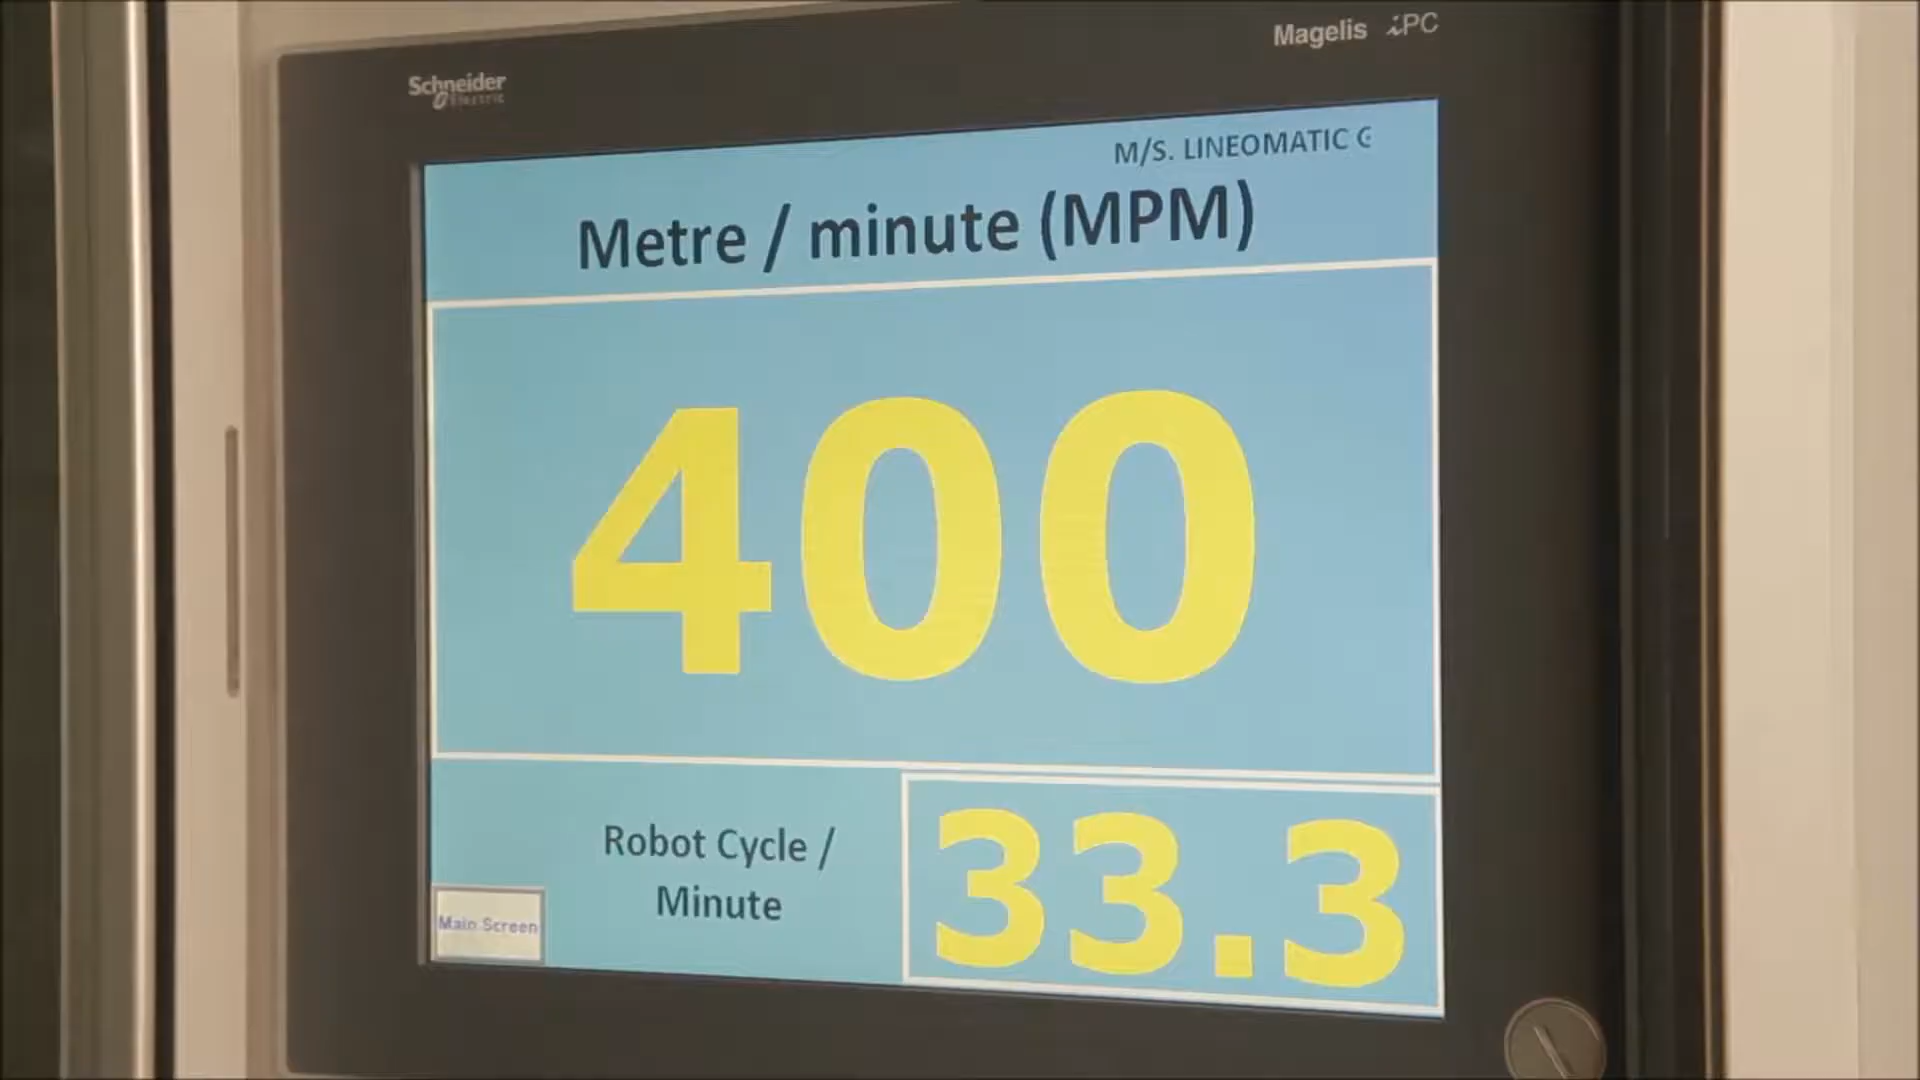 Magelis iPC
Schneider
Electric
M/S. LINEOMATIC G
Metre / minute (MPM)
400
Robot Cycle /
Minute
33.3
Main Screen